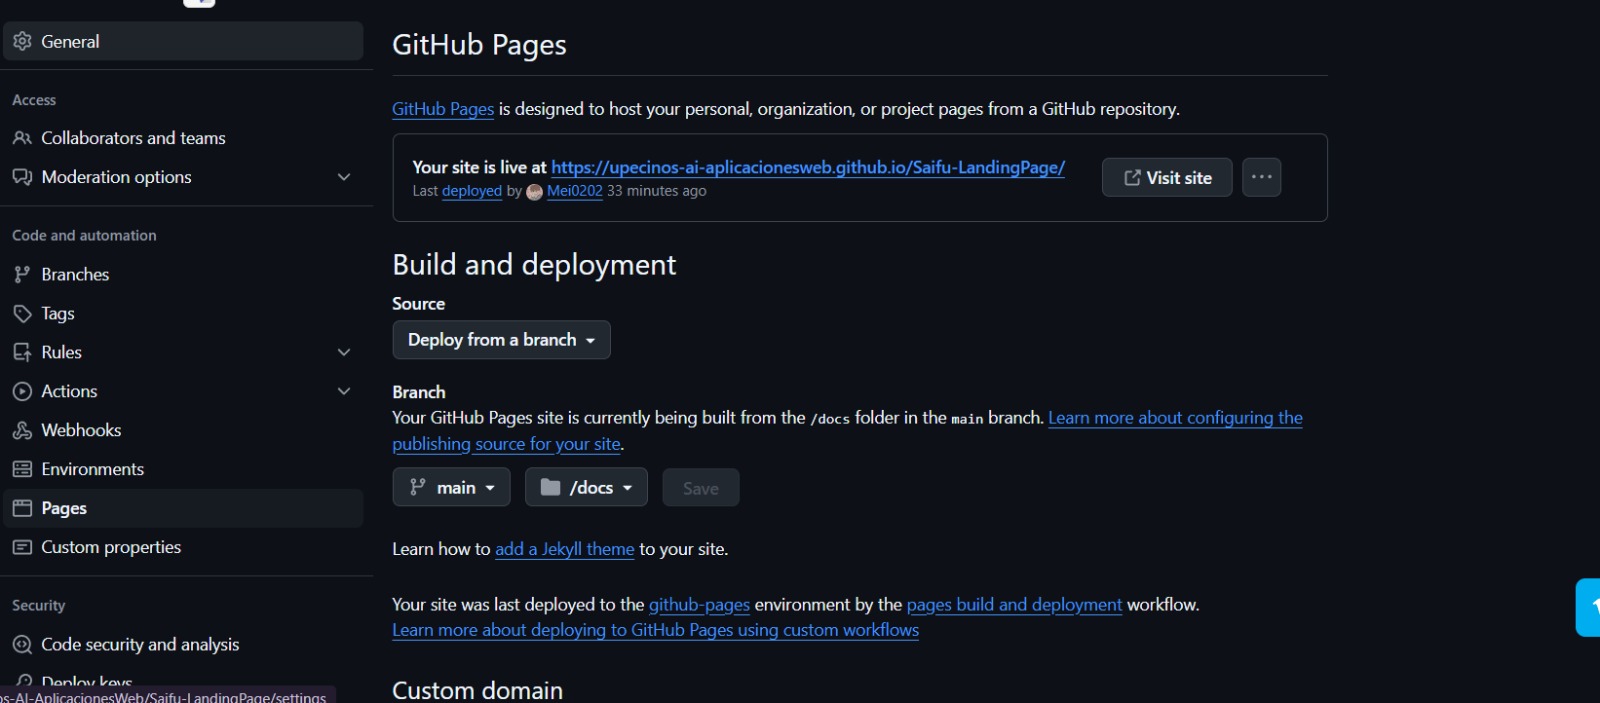 General
Access
Collaborators and teams
Moderation options
Code and automation
Branches
Tags
Rules
Actions
Webhooks
Environments
Pages
Custom properties
Security
Code security and analysis
Deploy keys
os-AI-AplicacionesWeb/Saifu-LandingPage/settings
GitHub Pages
GitHub Pages is designed to host your personal, organization, or project pages from a GitHub repository.
Your site is live at https://upecinos-ai-aplicacionesweb.github.io/Saifu-LandingPage/
Last deployed by Mei0202 33 minutes ago
Visit site
Build and deployment
Source
Deploy from a branch
Branch
Your GitHub Pages site is currently being built from the /docs folder in the main branch. Learn more about configuring the
publishing source for your site.
main
/docs
Save
Learn how to add a Jekyll theme to your site.
Your site was last deployed to the github-pages environment by the pages build and deployment workflow.
Learn more about deploying to GitHub Pages using custom workflows
Custom domain